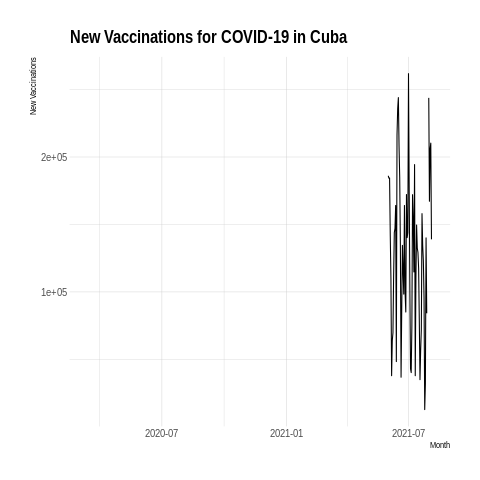 New Vaccinations for COVID-19 in Cuba
New Vaccinations
2e+05
1e+05
2020-07
2021-01
2021-07
Month